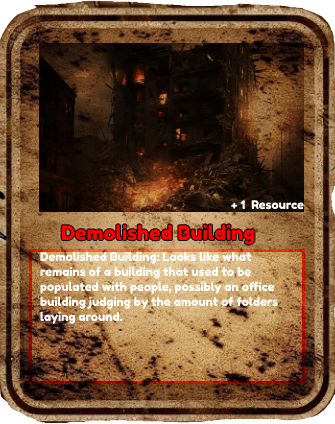 + 1 Resource
Demolished Building
Demolished Building: Looks like what
remains of a building that used to be
populated with people, possibly an office
building judging by the amount of folders
laying around.